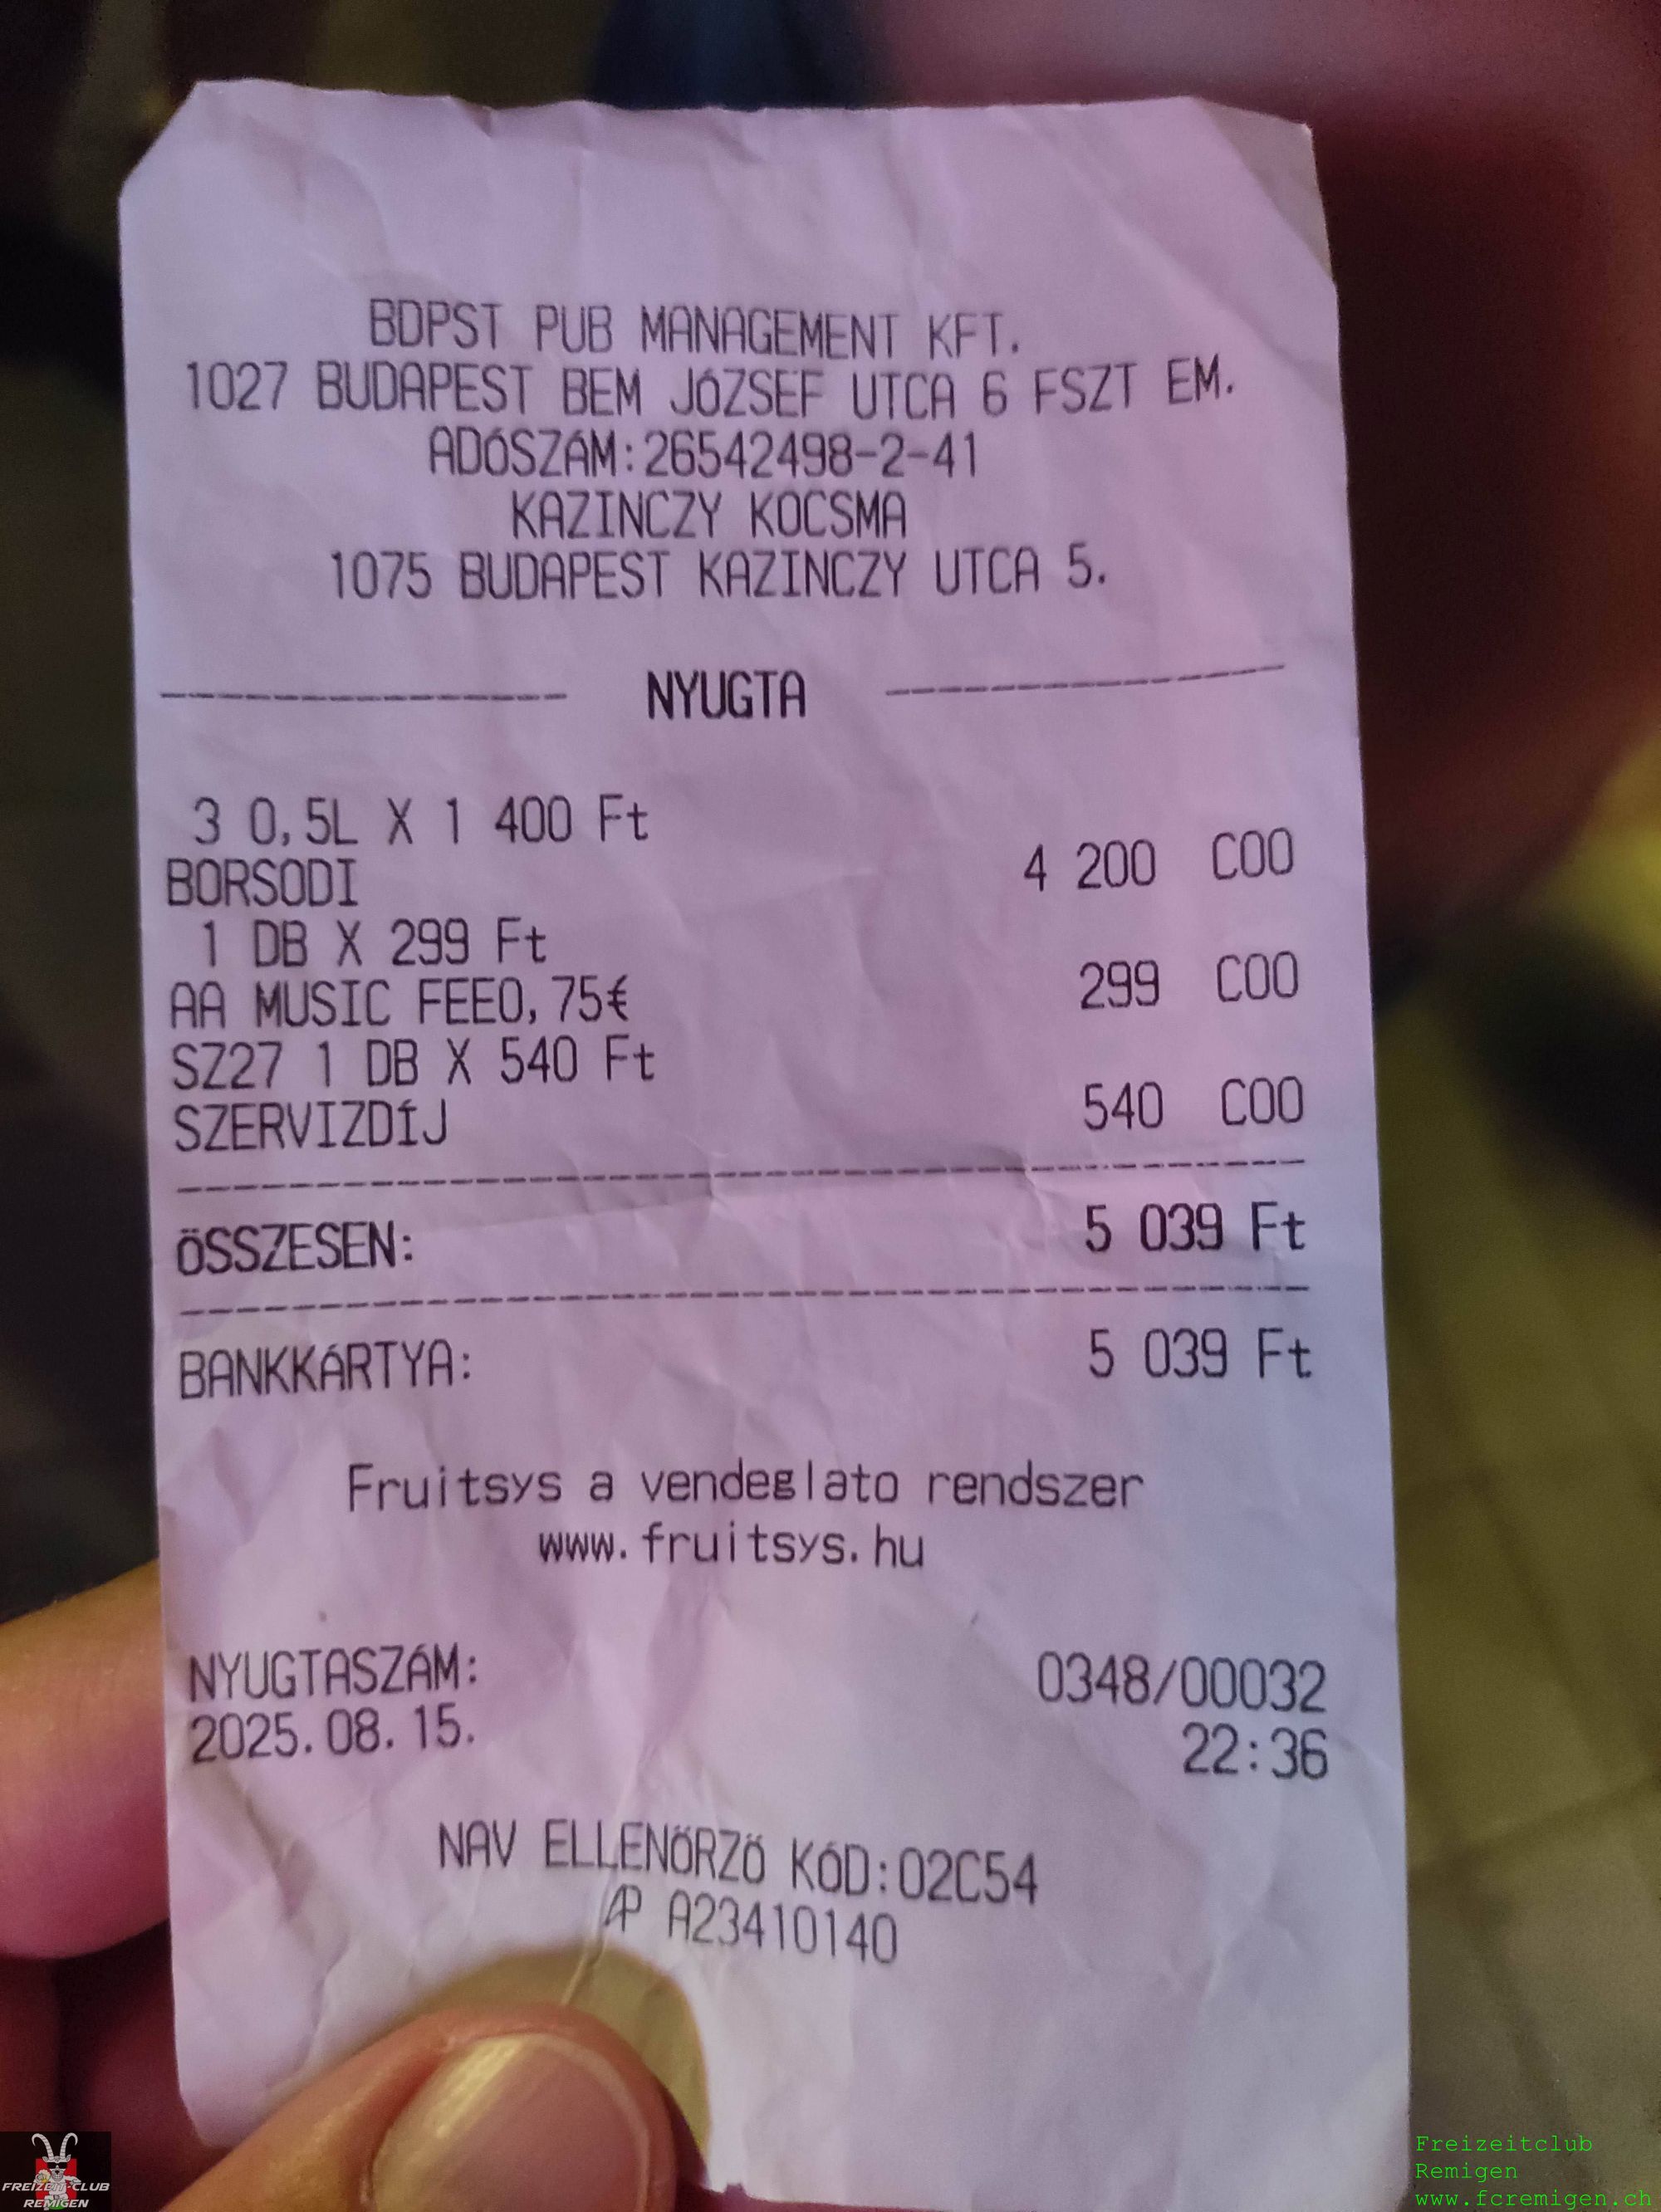 BDPST PUB MANAGEMENT KFT.
1027 BUDAPEST BEM JÓZSEF UTCA 6 FSZT EM.
ADÓSZÁM:26542498-2-41
KAZINCZY KOCSMA
1075 BUDAPEST KAZINCZY UTCA 5.
NYUGTA
3 0,5L X 1 400 Ft
BORSODI 4 200 C00
1 DB X 299 Ft
AA MUSIC FEE0,75€ 299 C00
SZ27 1 DB X 540 Ft
SZERVIZDÍJ 540 C00
ÖSSZESEN: 5 039 Ft
BANKKÁRTYA: 5 039 Ft
Fruitsys a vendeglato rendszer
www.fruitsys.hu
NYUGTASZÁM: 0348/00032
2025.08.15. 22:36
NAV ELLENŐRZŐ KÓD:02C54
AP A23410140
FREIZEIT-CLUB
REMIGEN
Freizeitclub
Remigen
www.fcremigen.ch